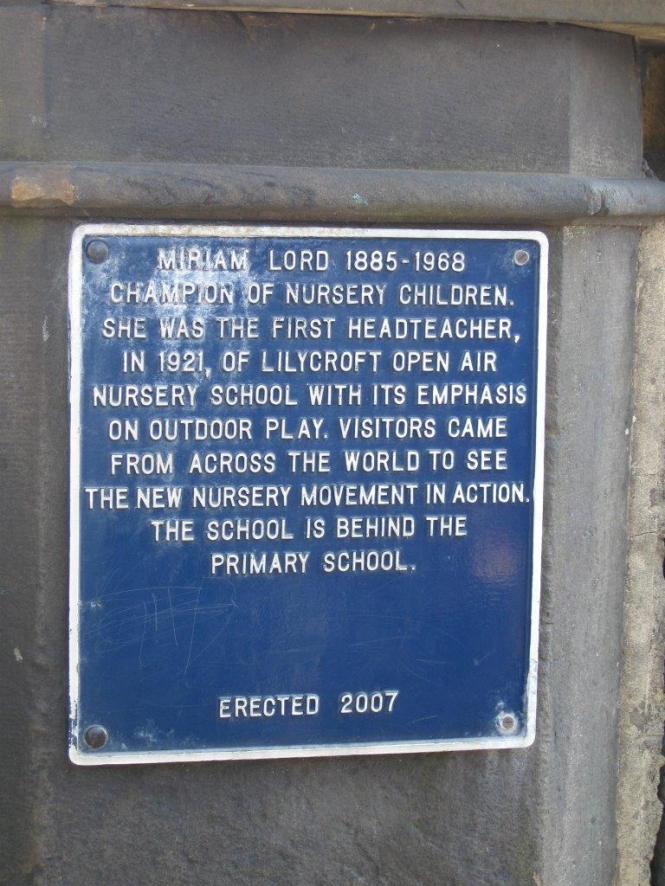 MIRIAM LORD 1885-1968
CHAMPION OF NURSERY CHILDREN.
SHE WAS THE FIRST HEADTEACHER,
IN 1921, OF LILYCROFT OPEN AIR
NURSERY SCHOOL WITH ITS EMPHASIS
ON OUTDOOR PLAY. VISITORS CAME
FROM ACROSS THE WORLD TO SEE
THE NEW NURSERY MOVEMENT IN ACTION.
THE SCHOOL IS BEHIND THE
PRIMARY SCHOOL.
ERECTED 2007